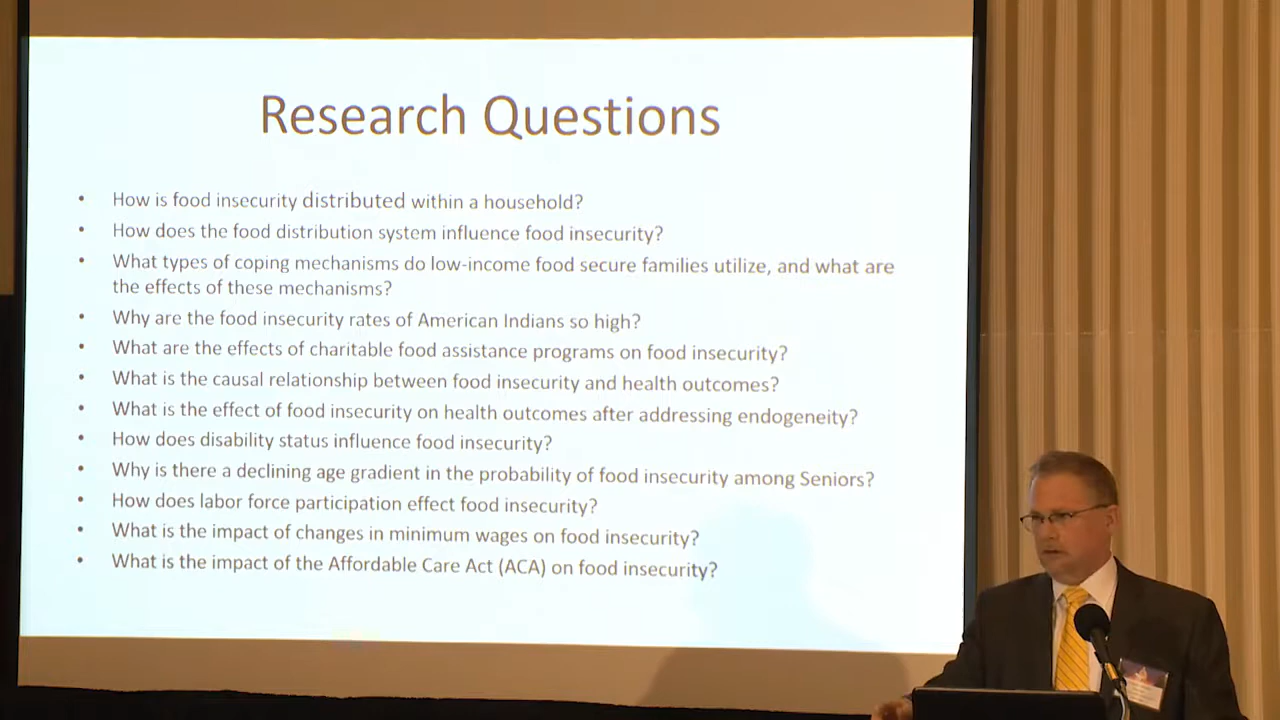 Research Questions
• How is food insecurity distributed within a household?
• How does the food distribution system influence food insecurity?
• What types of coping mechanisms do low-income food secure families utilize, and what are
the effects of these mechanisms?
• Why are the food insecurity rates of American Indians so high?
• What are the effects of charitable food assistance programs on food insecurity?
• What is the causal relationship between food insecurity and health outcomes?
• What is the effect of food insecurity on health outcomes after addressing endogeneity?
• How does disability status influence food insecurity?
• Why is there a declining age gradient in the probability of food insecurity among Seniors?
• How does labor force participation effect food insecurity?
• What is the impact of changes in minimum wages on food insecurity?
• What is the impact of the Affordable Care Act (ACA) on food insecurity?